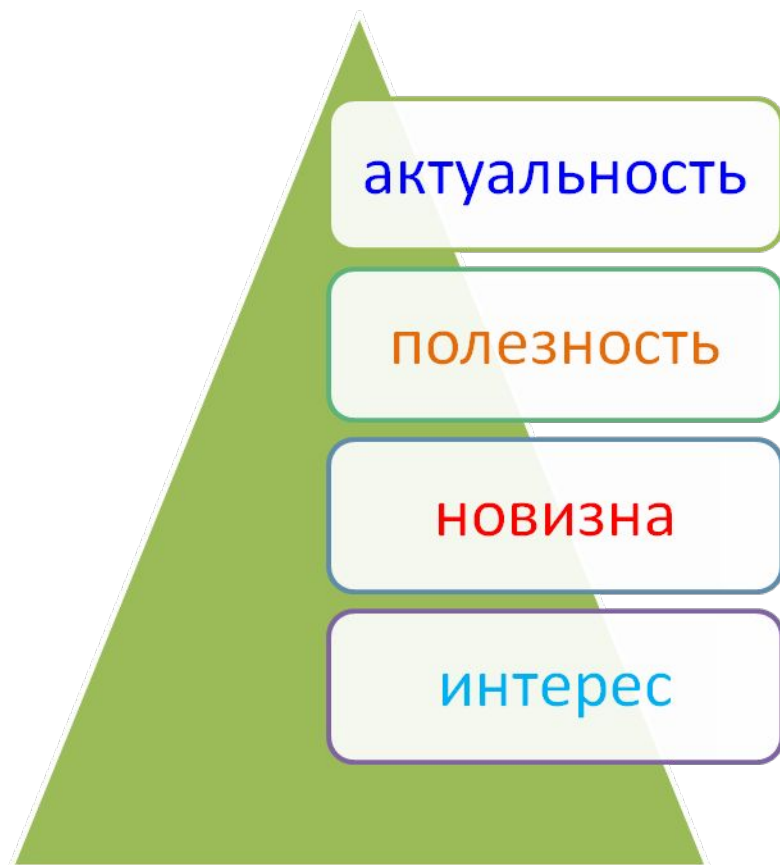 актуальность
полезность
новизна
интерес